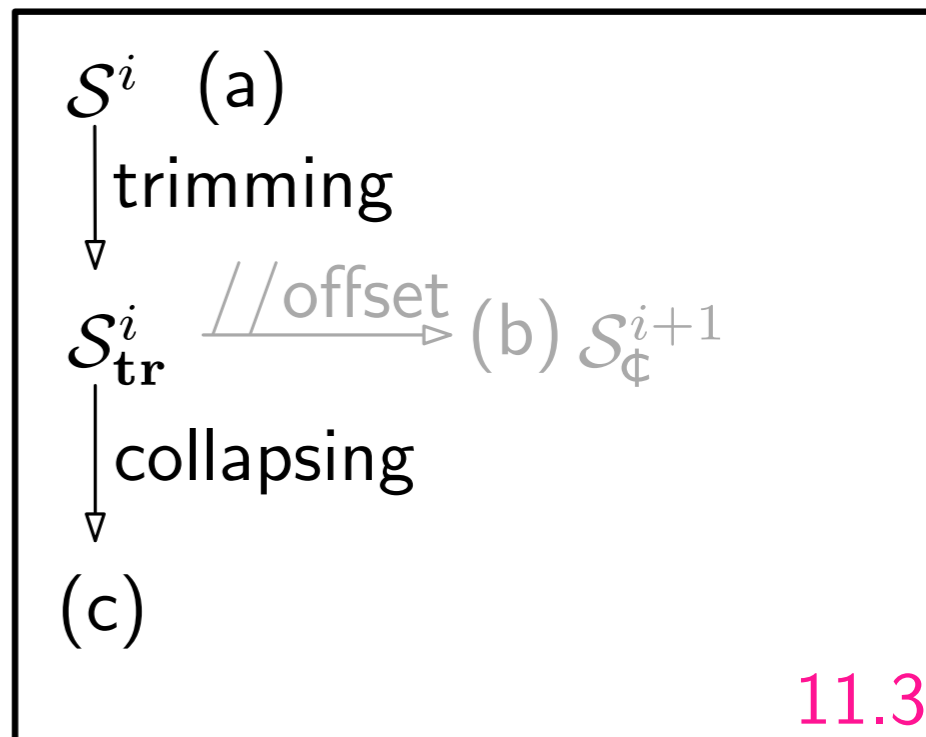 𝒮ⁱ (a)
trimming
𝒮ⁱ_tr //offset (b) 𝒮ⁱ⁺¹_¢
collapsing
(c)
11.3